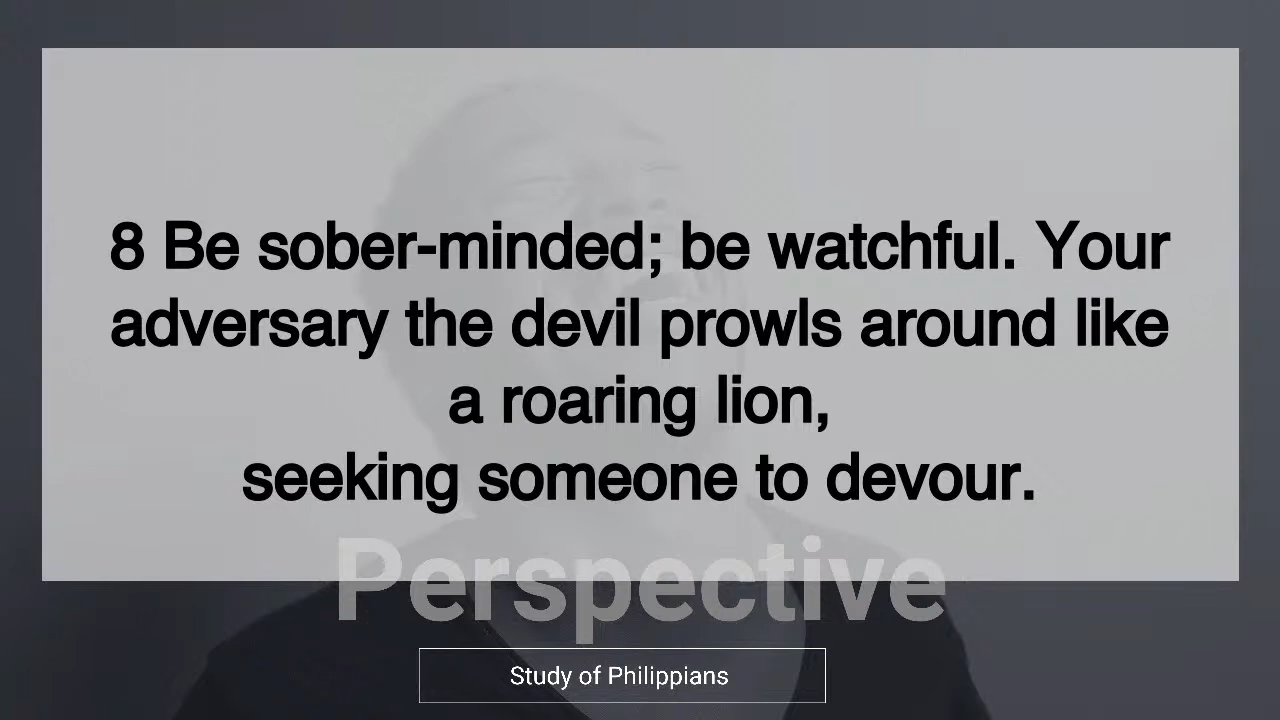 8 Be sober-minded; be watchful. Your
adversary the devil prowls around like
a roaring lion,
seeking someone to devour.
Perspective
Study of Philippians